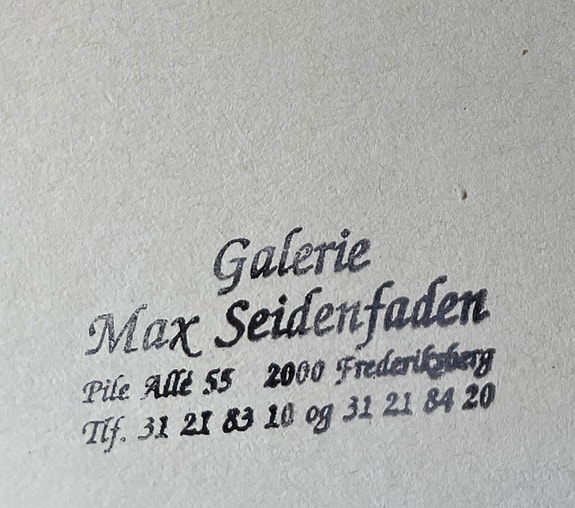 Galerie
Max Seidenfaden
Pile Allé 55 2000 Frederiksberg
Tlf. 31 21 83 10 og 31 21 84 20